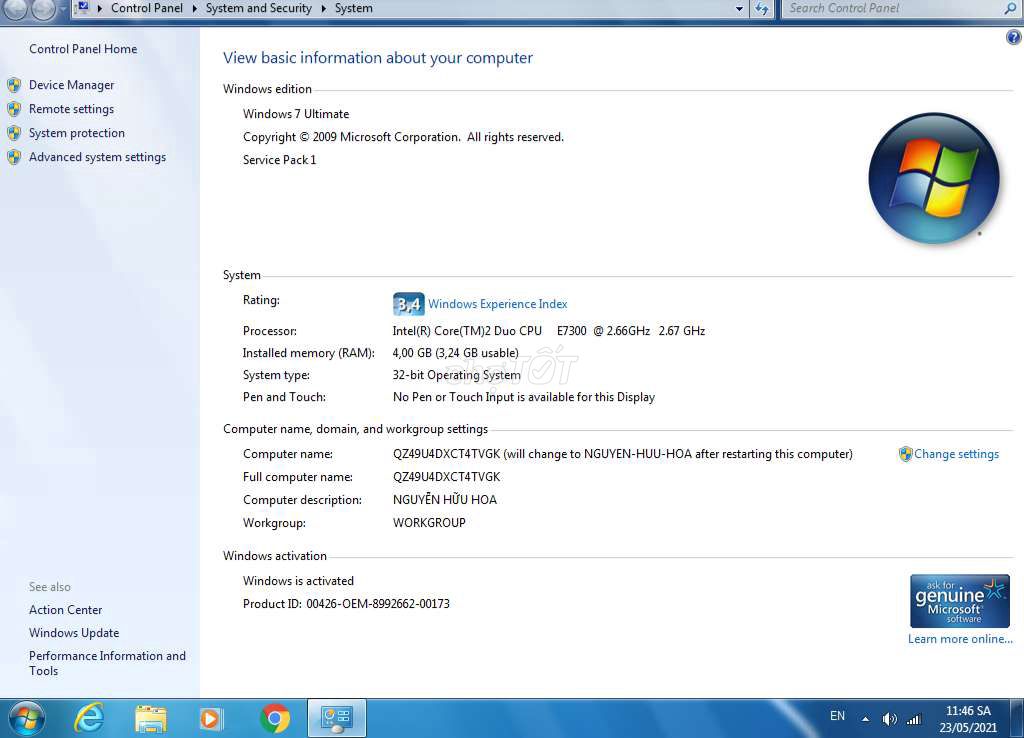 Control Panel System and Security System
Search Control Panel
Control Panel Home
Device Manager
Remote settings
System protection
Advanced system settings
See also
Action Center
Windows Update
Performance Information and
Tools
View basic information about your computer
Windows edition
Windows 7 Ultimate
Copyright © 2009 Microsoft Corporation. All rights reserved.
Service Pack 1
System
Rating: 3,4 Windows Experience Index
Processor: Intel(R) Core(TM)2 Duo CPU E7300 @ 2.66GHz 2.67 GHz
Installed memory (RAM): 4,00 GB (3,24 GB usable)
System type: 32-bit Operating System
chợTỐT
Pen and Touch: No Pen or Touch Input is available for this Display
Computer name, domain, and workgroup settings
Computer name: QZ49U4DXCT4TVGK (will change to NGUYEN-HUU-HOA after restarting this computer) Change settings
Full computer name: QZ49U4DXCT4TVGK
Computer description: NGUYỄN HỮU HOA
Workgroup: WORKGROUP
Windows activation
Windows is activated
Product ID: 00426-OEM-8992662-00173
ask for
genuine
Microsoft
software
Learn more online...
EN
11:46 SA
23/05/2021